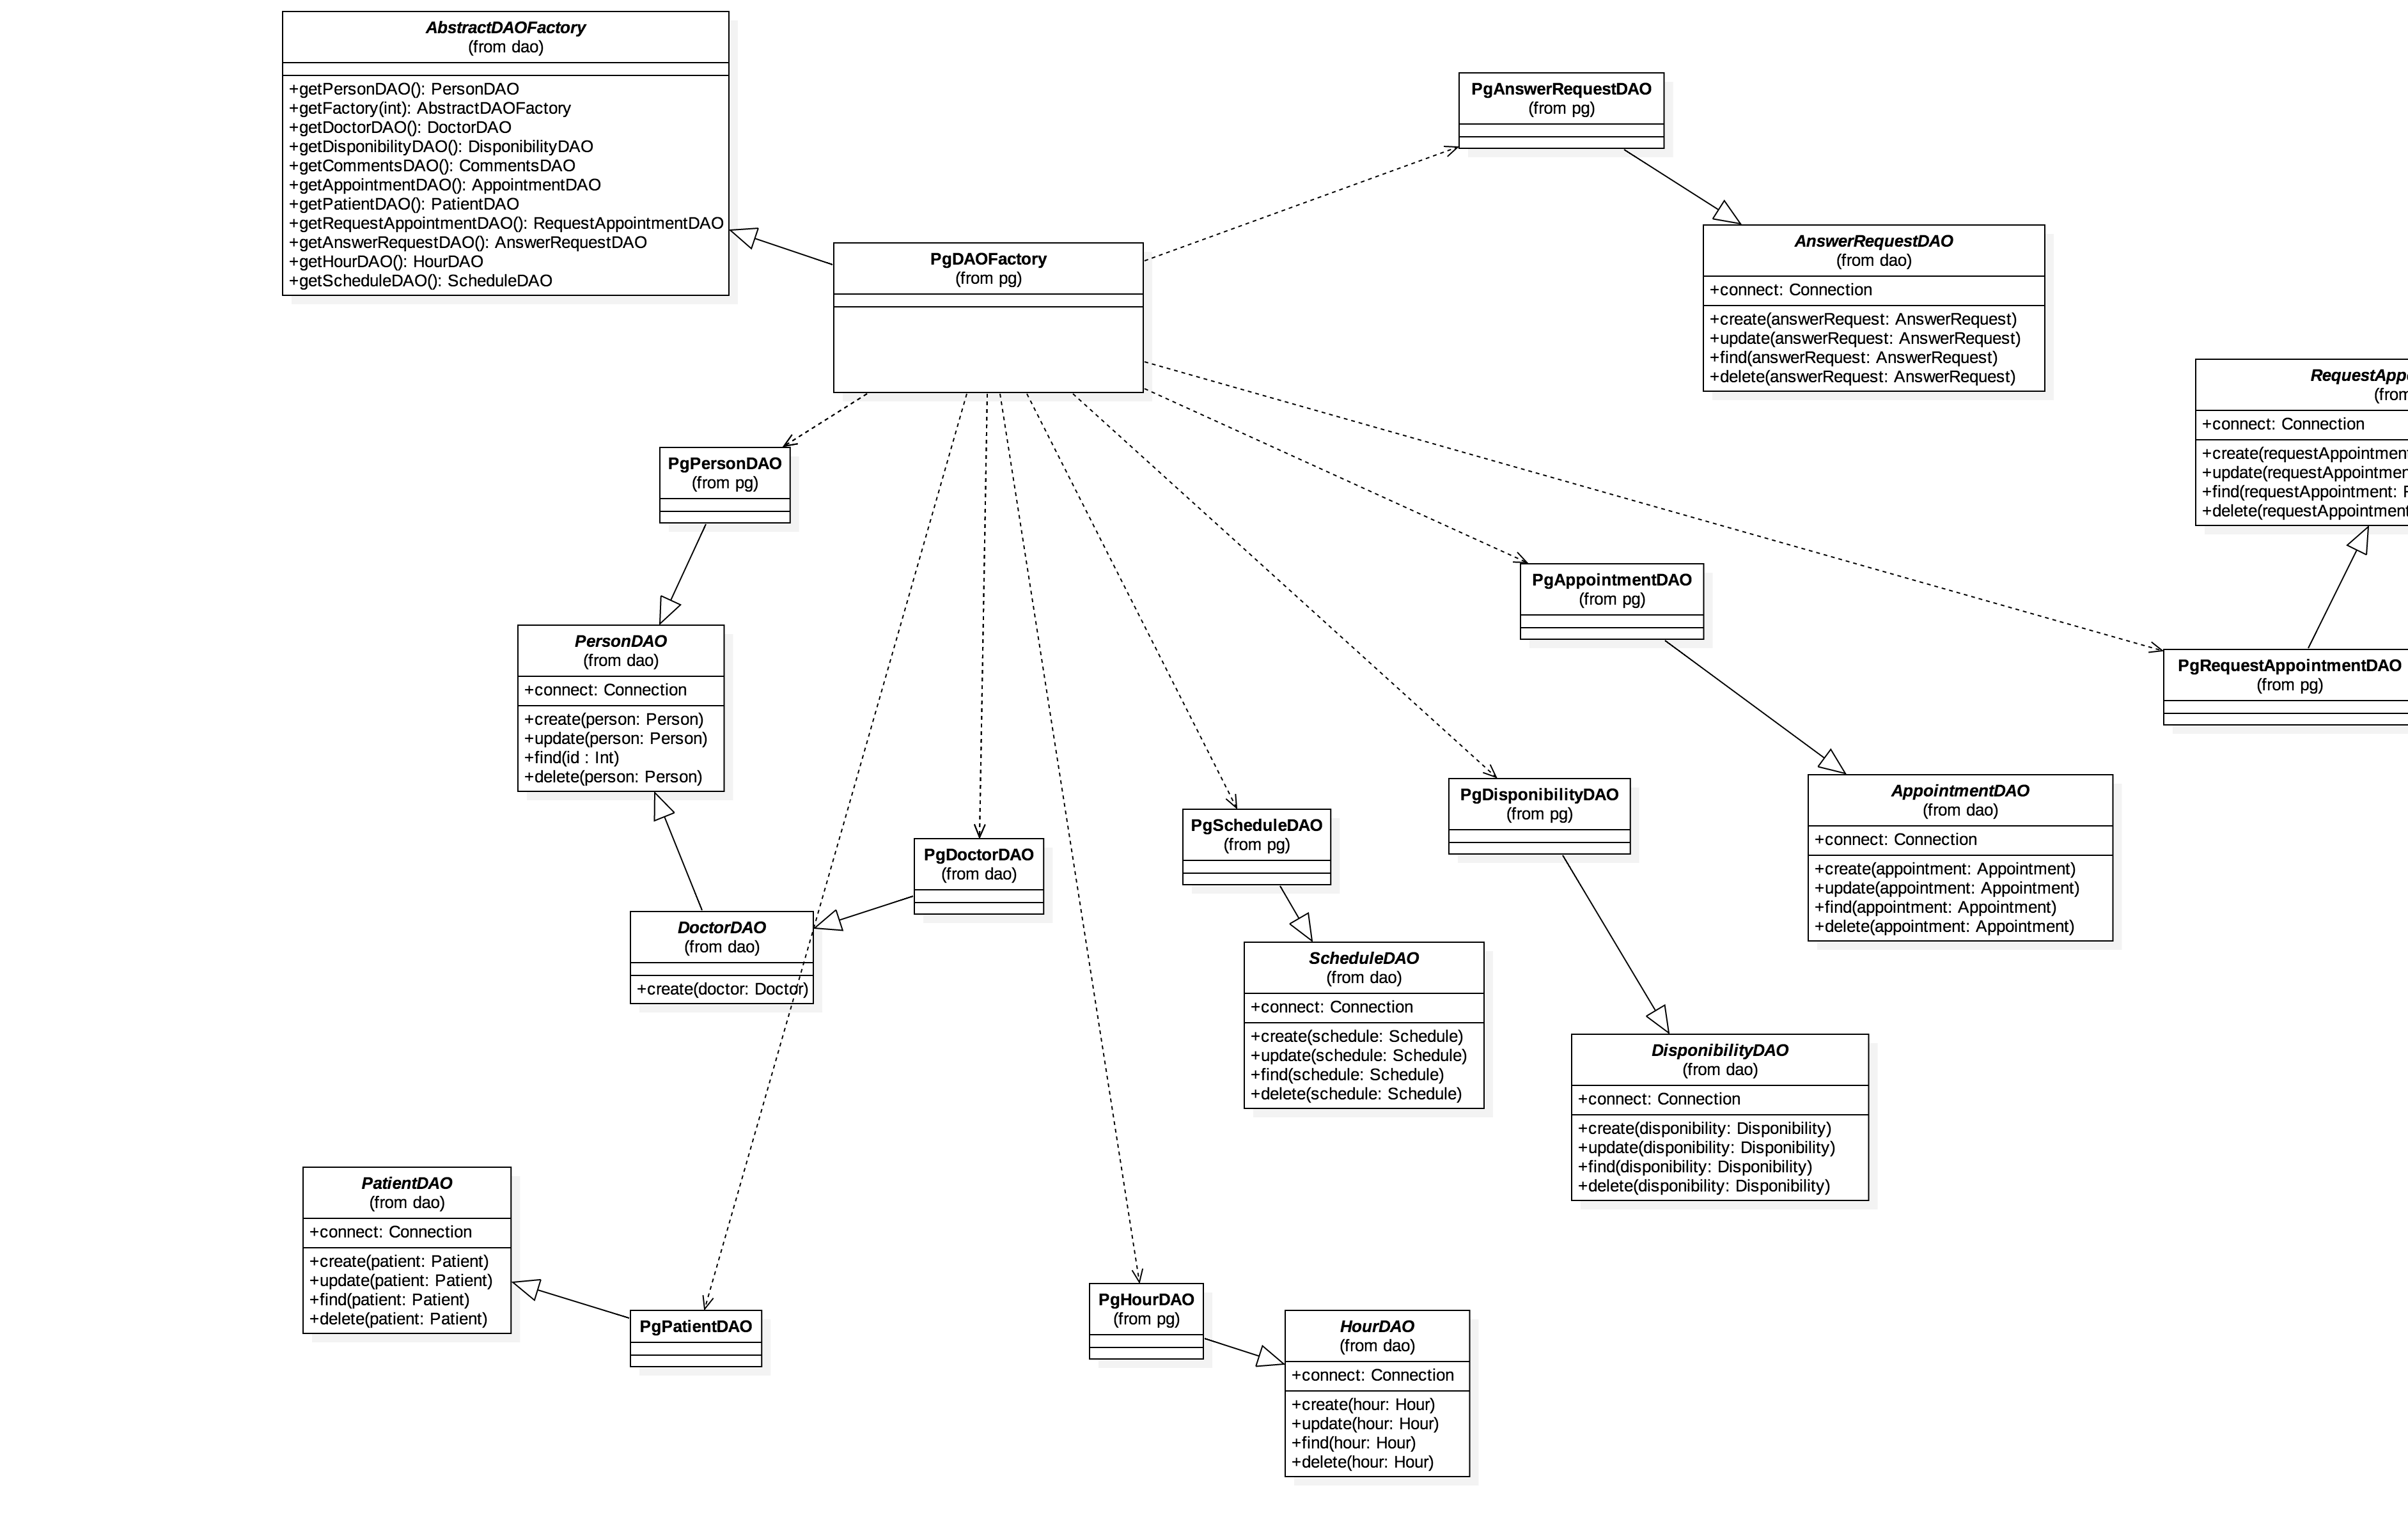 AbstractDAOFactory
(from dao)
+getPersonDAO(): PersonDAO
+getFactory(int): AbstractDAOFactory
+getDoctorDAO(): DoctorDAO
+getDisponibilityDAO(): DisponibilityDAO
+getCommentsDAO(): CommentsDAO
+getAppointmentDAO(): AppointmentDAO
+getPatientDAO(): PatientDAO
+getRequestAppointmentDAO(): RequestAppointmentDAO
+getAnswerRequestDAO(): AnswerRequestDAO
+getHourDAO(): HourDAO
+getScheduleDAO(): ScheduleDAO
PgAnswerRequestDAO
(from pg)
PgDAOFactory
(from pg)
AnswerRequestDAO
(from dao)
+connect: Connection
+create(answerRequest: AnswerRequest)
+update(answerRequest: AnswerRequest)
+find(answerRequest: AnswerRequest)
+delete(answerRequest: AnswerRequest)
RequestApp
(from
+connect: Connection
+create(requestAppointment
+update(requestAppointmen
+find(requestAppointment:
+delete(requestAppointment
PgPersonDAO
(from pg)
PgAppointmentDAO
(from pg)
PgRequestAppointmentDAO
(from pg)
PersonDAO
(from dao)
+connect: Connection
+create(person: Person)
+update(person: Person)
+find(id : Int)
+delete(person: Person)
PgDoctorDAO
(from dao)
PgScheduleDAO
(from pg)
PgDisponibilityDAO
(from pg)
AppointmentDAO
(from dao)
+connect: Connection
+create(appointment: Appointment)
+update(appointment: Appointment)
+find(appointment: Appointment)
+delete(appointment: Appointment)
DoctorDAO
(from dao)
+create(doctor: Doctor)
ScheduleDAO
(from dao)
+connect: Connection
+create(schedule: Schedule)
+update(schedule: Schedule)
+find(schedule: Schedule)
+delete(schedule: Schedule)
DisponibilityDAO
(from dao)
+connect: Connection
+create(disponibility: Disponibility)
+update(disponibility: Disponibility)
+find(disponibility: Disponibility)
+delete(disponibility: Disponibility)
PatientDAO
(from dao)
+connect: Connection
+create(patient: Patient)
+update(patient: Patient)
+find(patient: Patient)
+delete(patient: Patient)
PgPatientDAO
PgHourDAO
(from pg)
HourDAO
(from dao)
+connect: Connection
+create(hour: Hour)
+update(hour: Hour)
+find(hour: Hour)
+delete(hour: Hour)